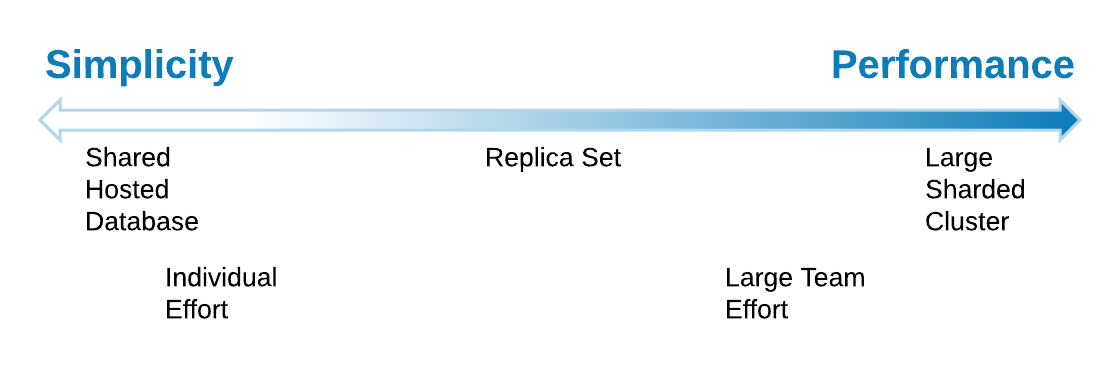 Simplicity
Performance
Shared
Hosted
Database
Replica Set
Large
Sharded
Cluster
Individual
Effort
Large Team
Effort